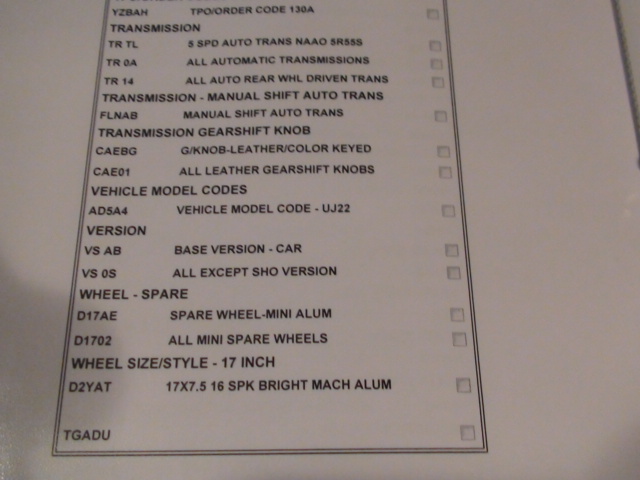 YZBAH TPO/ORDER CODE 130A
TRANSMISSION
TR TL 5 SPD AUTO TRANS NAAO 5R55S
TR 0A ALL AUTOMATIC TRANSMISSIONS
TR 14 ALL AUTO REAR WHL DRIVEN TRANS
TRANSMISSION - MANUAL SHIFT AUTO TRANS
FLNAB MANUAL SHIFT AUTO TRANS
TRANSMISSION GEARSHIFT KNOB
CAEBG G/KNOB-LEATHER/COLOR KEYED
CAE01 ALL LEATHER GEARSHIFT KNOBS
VEHICLE MODEL CODES
AD5A4 VEHICLE MODEL CODE - UJ22
VERSION
VS AB BASE VERSION - CAR
VS 0S ALL EXCEPT SHO VERSION
WHEEL - SPARE
D17AE SPARE WHEEL-MINI ALUM
D1702 ALL MINI SPARE WHEELS
WHEEL SIZE/STYLE - 17 INCH
D2YAT 17X7.5 16 SPK BRIGHT MACH ALUM
TGADU